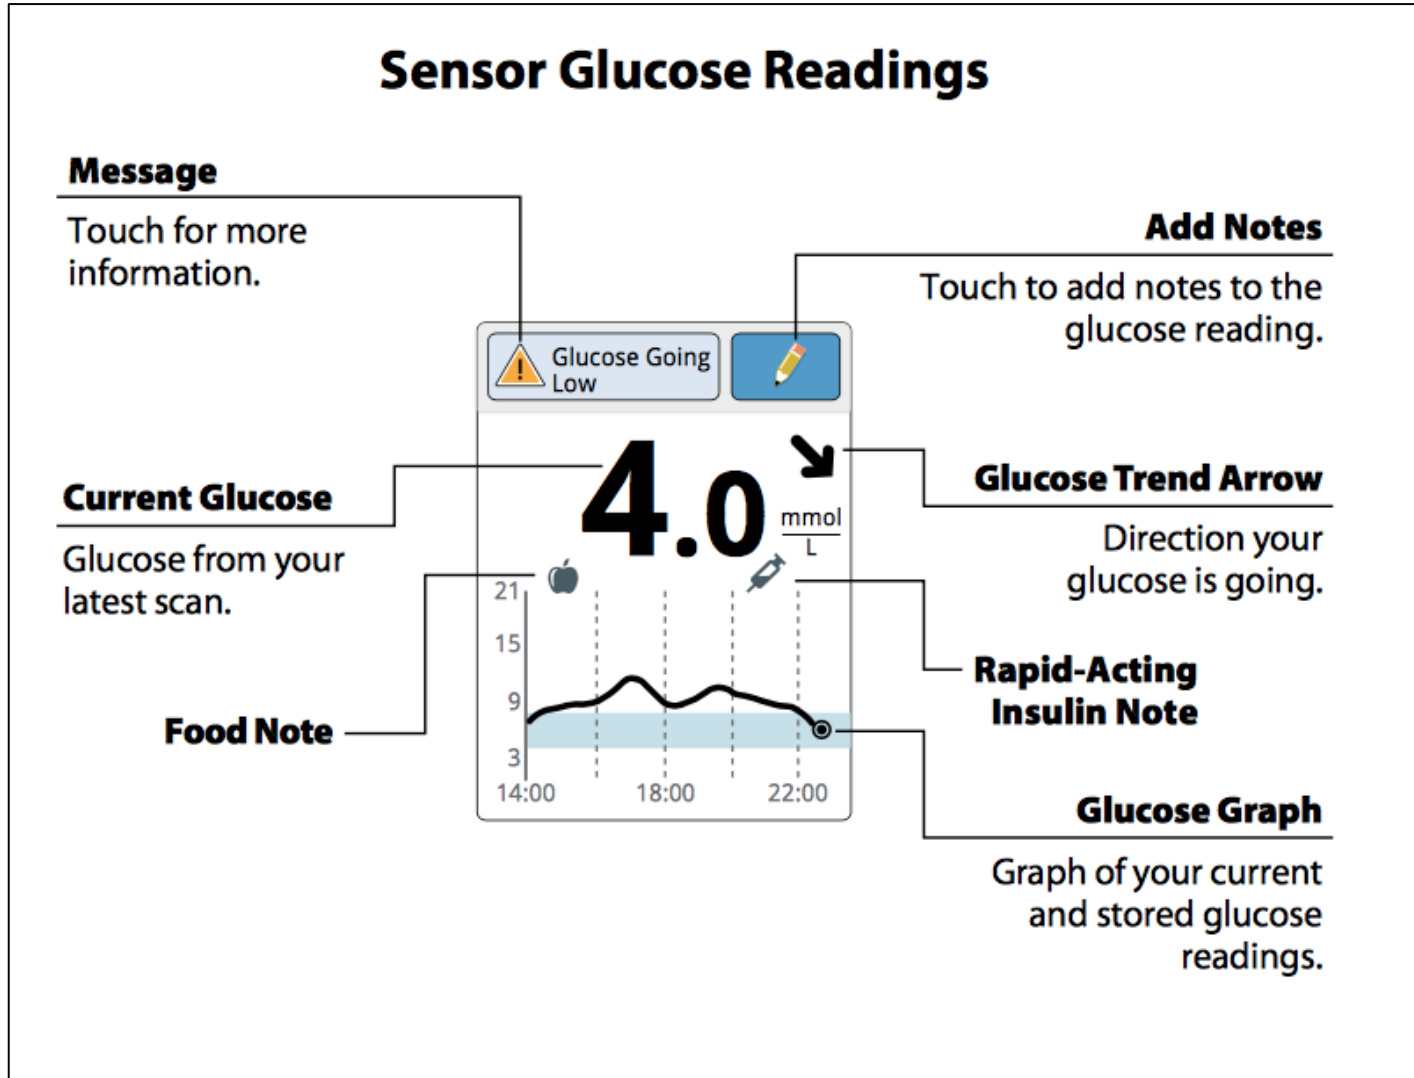 Sensor Glucose Readings
Message
Touch for more
information.
Add Notes
Touch to add notes to the
glucose reading.
Glucose Going
Low
4.0
mmol
L
Current Glucose
Glucose from your
latest scan.
Glucose Trend Arrow
Direction your
glucose is going.
21
15
9
3
14:00 18:00 22:00
Food Note
Rapid-Acting
Insulin Note
Glucose Graph
Graph of your current
and stored glucose
readings.